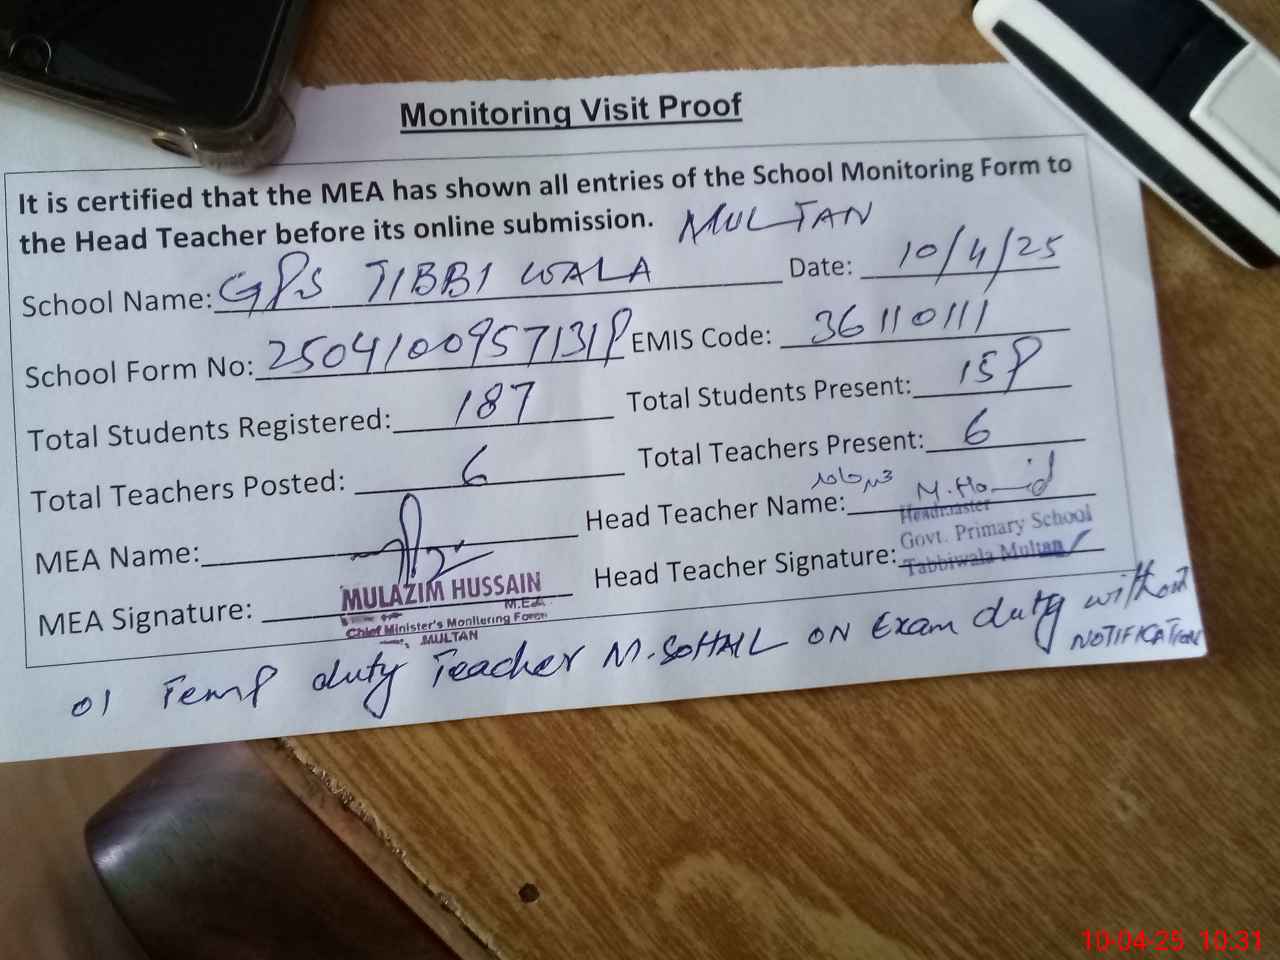 Monitoring Visit Proof
It is certified that the MEA has shown all entries of the School Monitoring Form to
the Head Teacher before its online submission. MULTAN
School Name: GPS TIBBI WALA Date: 10/4/25
School Form No: 2504100957131P EMIS Code: 36110111
Total Students Registered: 187 Total Students Present: 159
Total Teachers Posted: 6 Total Teachers Present: 6
MEA Name: Head Teacher Name: M. Hamid
Headmaster
Govt. Primary School
Tabbiwala Multan
MEA Signature: Head Teacher Signature:
MULAZIM HUSSAIN
M.E.A.
Chief Minister's Monitering Force
MULTAN
01 Temp duty Teacher M. SOHAIL ON Exam duty without
NOTIFICATION
10-04-25 10:31